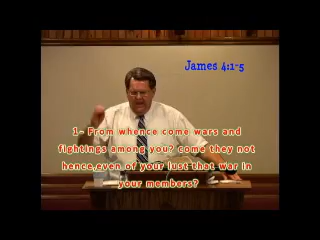 James 4:1-5
1- From whence come wars and
fightings among you? come they not
hence,even of your lust that war in
your members?